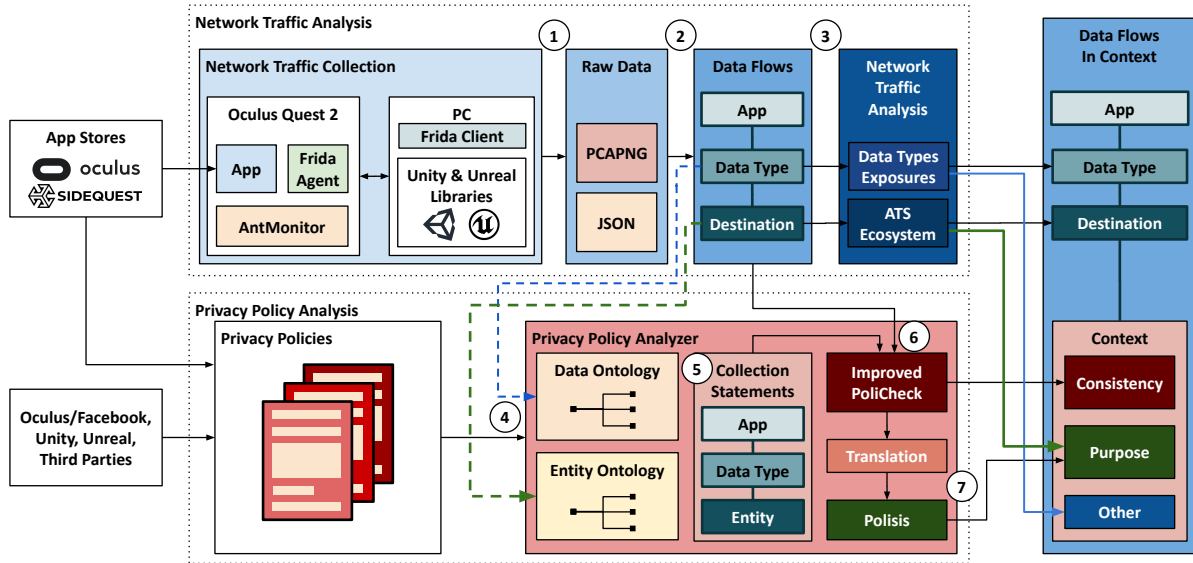 Network Traffic Analysis
1
2
3
Network Traffic Collection
Oculus Quest 2
App
Frida
Agent
AntMonitor
PC
Frida Client
Unity & Unreal
Libraries
Raw Data
PCAPNG
JSON
Data Flows
App
Data Type
Destination
Network
Traffic
Analysis
Data Types
Exposures
ATS
Ecosystem
Data Flows
In Context
App
Data Type
Destination
Context
Consistency
Purpose
Other
App Stores
oculus
SIDEQUEST
Oculus/Facebook,
Unity, Unreal,
Third Parties
Privacy Policy Analysis
Privacy Policies
4
Privacy Policy Analyzer
Data Ontology
Entity Ontology
5
Collection
Statements
App
Data Type
Entity
6
Improved
PoliCheck
Translation
Polisis
7